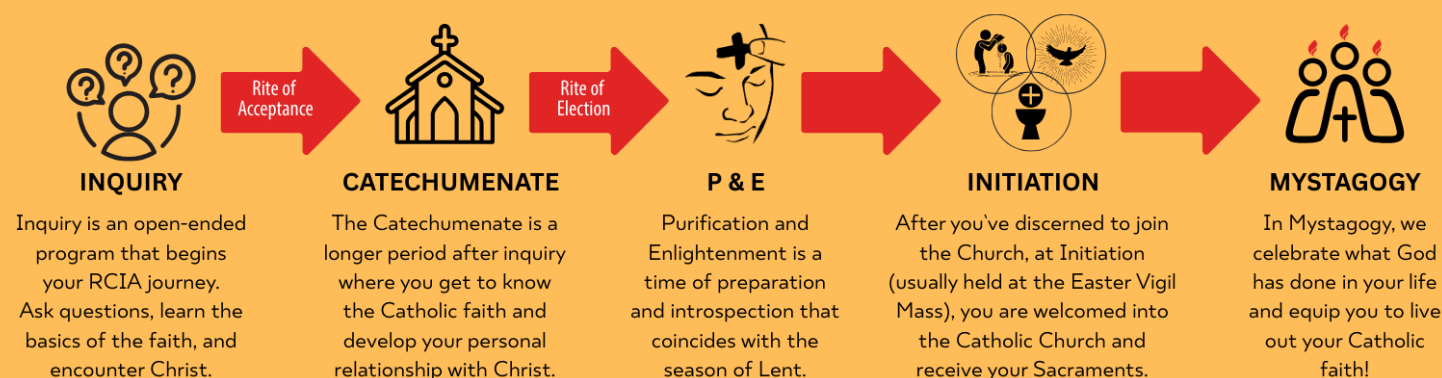 Rite of
Acceptance
Rite of
Election
INQUIRY
Inquiry is an open-ended
program that begins
your RCIA journey.
Ask questions, learn the
basics of the faith, and
encounter Christ.
CATECHUMENATE
The Catechumenate is a
longer period after inquiry
where you get to know
the Catholic faith and
develop your personal
relationship with Christ.
P & E
Purification and
Enlightenment is a
time of preparation
and introspection that
coincides with the
season of Lent.
INITIATION
After you`ve discerned to join
the Church, at Initiation
(usually held at the Easter Vigil
Mass), you are welcomed into
the Catholic Church and
receive your Sacraments.
MYSTAGOGY
In Mystagogy, we
celebrate what God
has done in your life
and equip you to live
out your Catholic
faith!